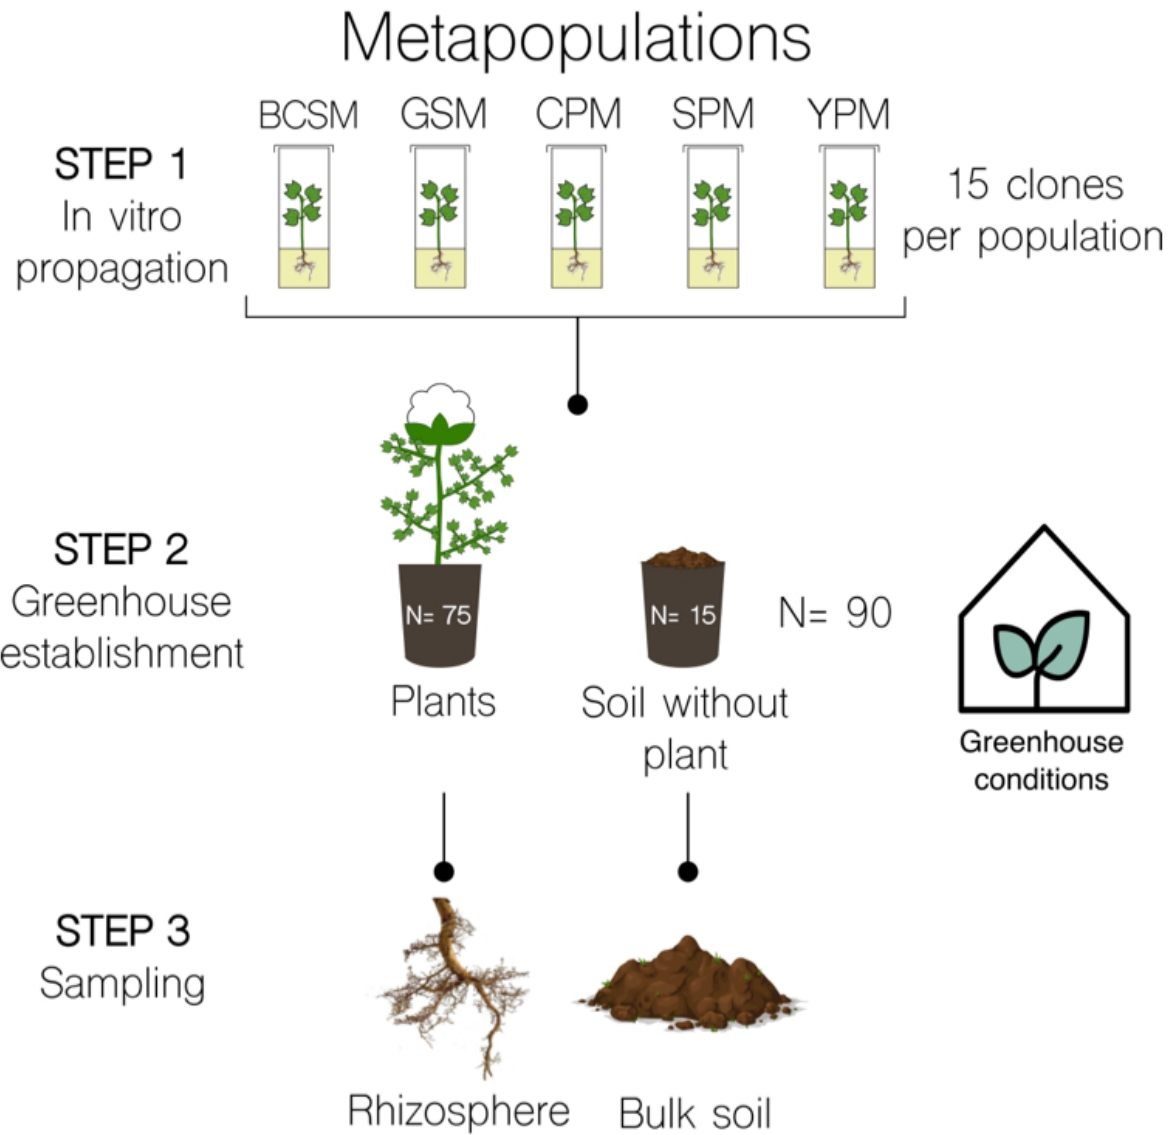 Metapopulations
BCSM GSM CPM SPM YPM
STEP 1
In vitro
propagation
15 clones
per population
STEP 2
Greenhouse
establishment
N= 75
N= 15
N= 90
Plants
Soil without
plant
Greenhouse
conditions
STEP 3
Sampling
Rhizosphere
Bulk soil